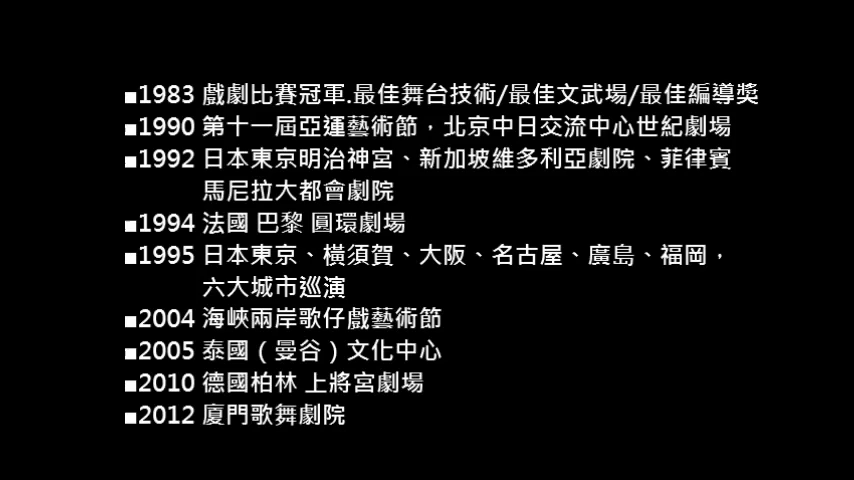 ■1983 戲劇比賽冠軍.最佳舞台技術/最佳文武場/最佳編導獎
■1990 第十一屆亞運藝術節，北京中日交流中心世紀劇場
■1992 日本東京明治神宮、新加坡維多利亞劇院、菲律賓
馬尼拉大都會劇院
■1994 法國 巴黎 圓環劇場
■1995 日本東京、橫須賀、大阪、名古屋、廣島、福岡，
六大城市巡演
■2004 海峽兩岸歌仔戲藝術節
■2005 泰國（曼谷）文化中心
■2010 德國柏林 上將宮劇場
■2012 廈門歌舞劇院